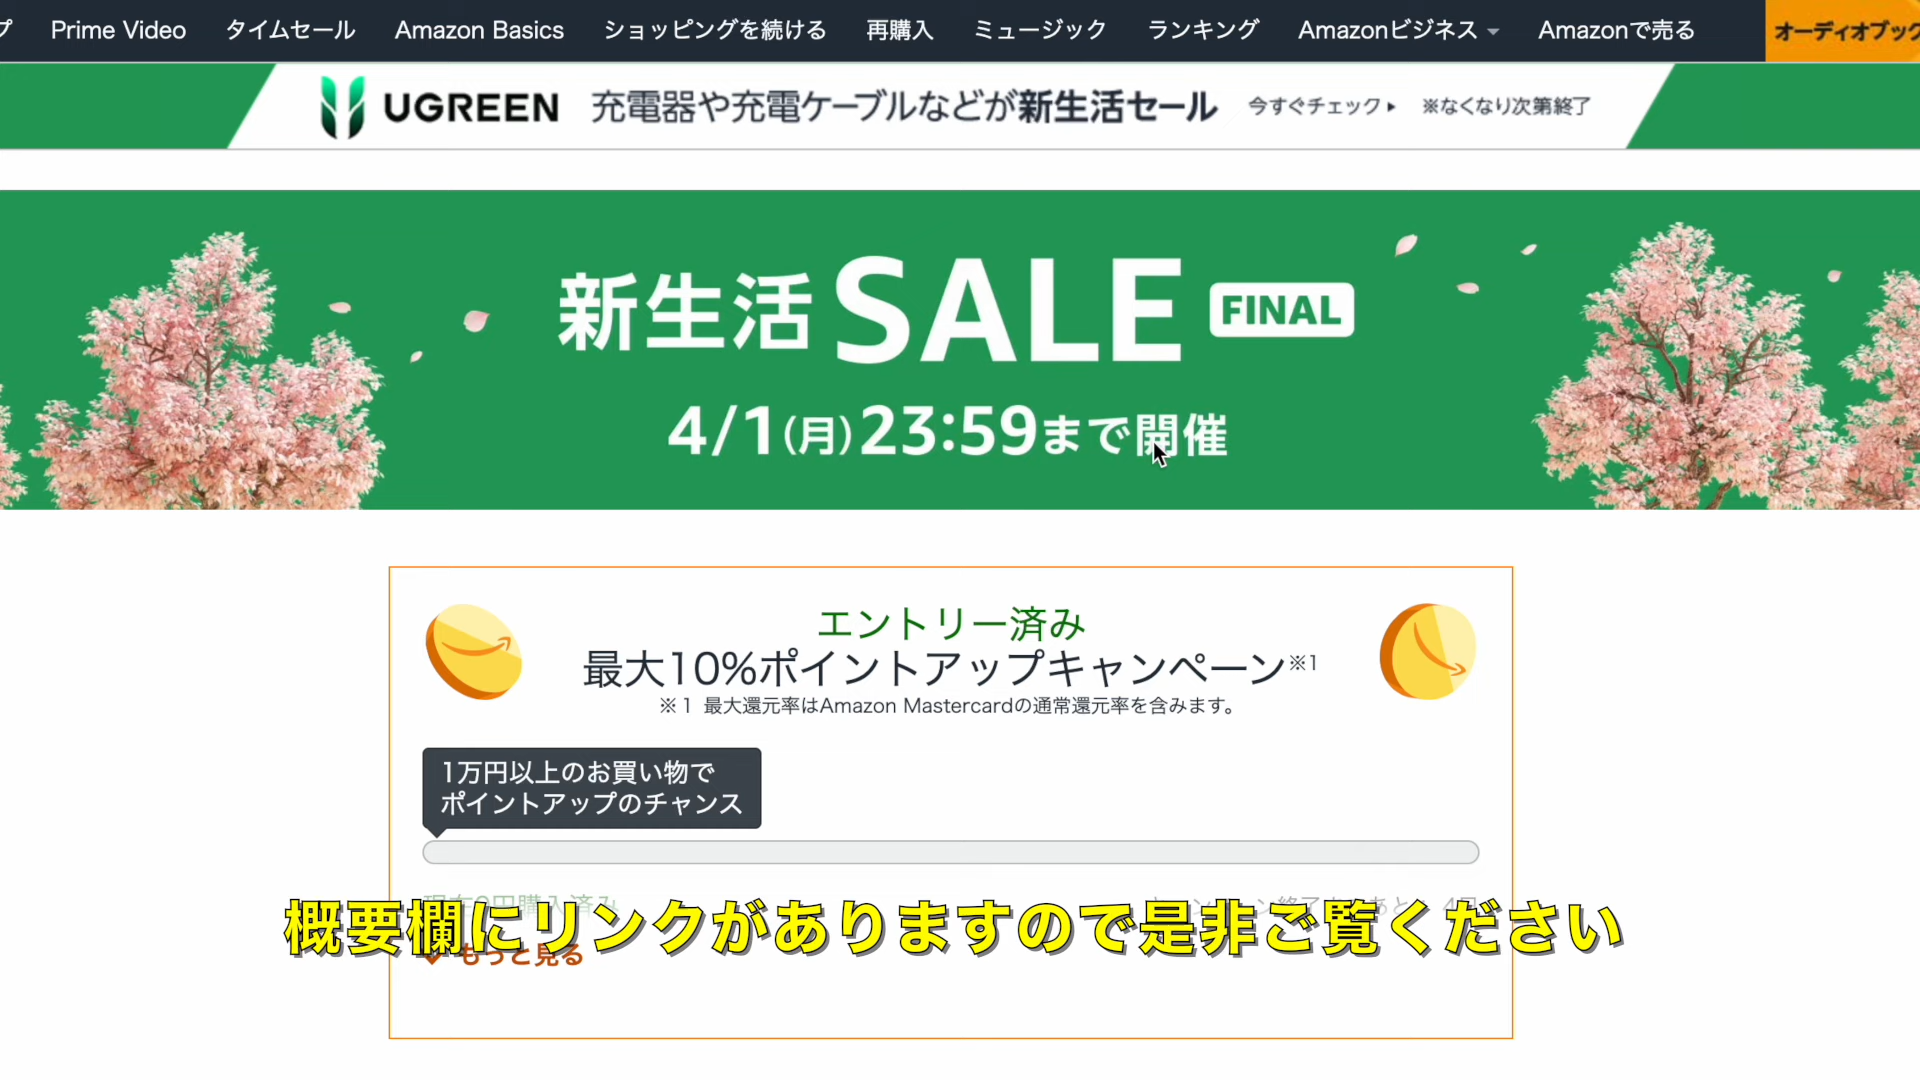 プ Prime Video タイムセール Amazon Basics ショッピングを続ける 再購入 ミュージック ランキング Amazonビジネス Amazonで売る オーディオブック
UGREEN 充電器や充電ケーブルなどが新生活セール 今すぐチェック ※なくなり次第終了
新生活SALE FINAL
4/1(月)23:59まで開催
エントリー済み
最大10%ポイントアップキャンペーン※1
※1 最大還元率はAmazon Mastercardの通常還元率を含みます。
1万円以上のお買い物で
ポイントアップのチャンス
現在0円購入済み
概要欄にリンクがありますので是非ご覧ください
もっと見る